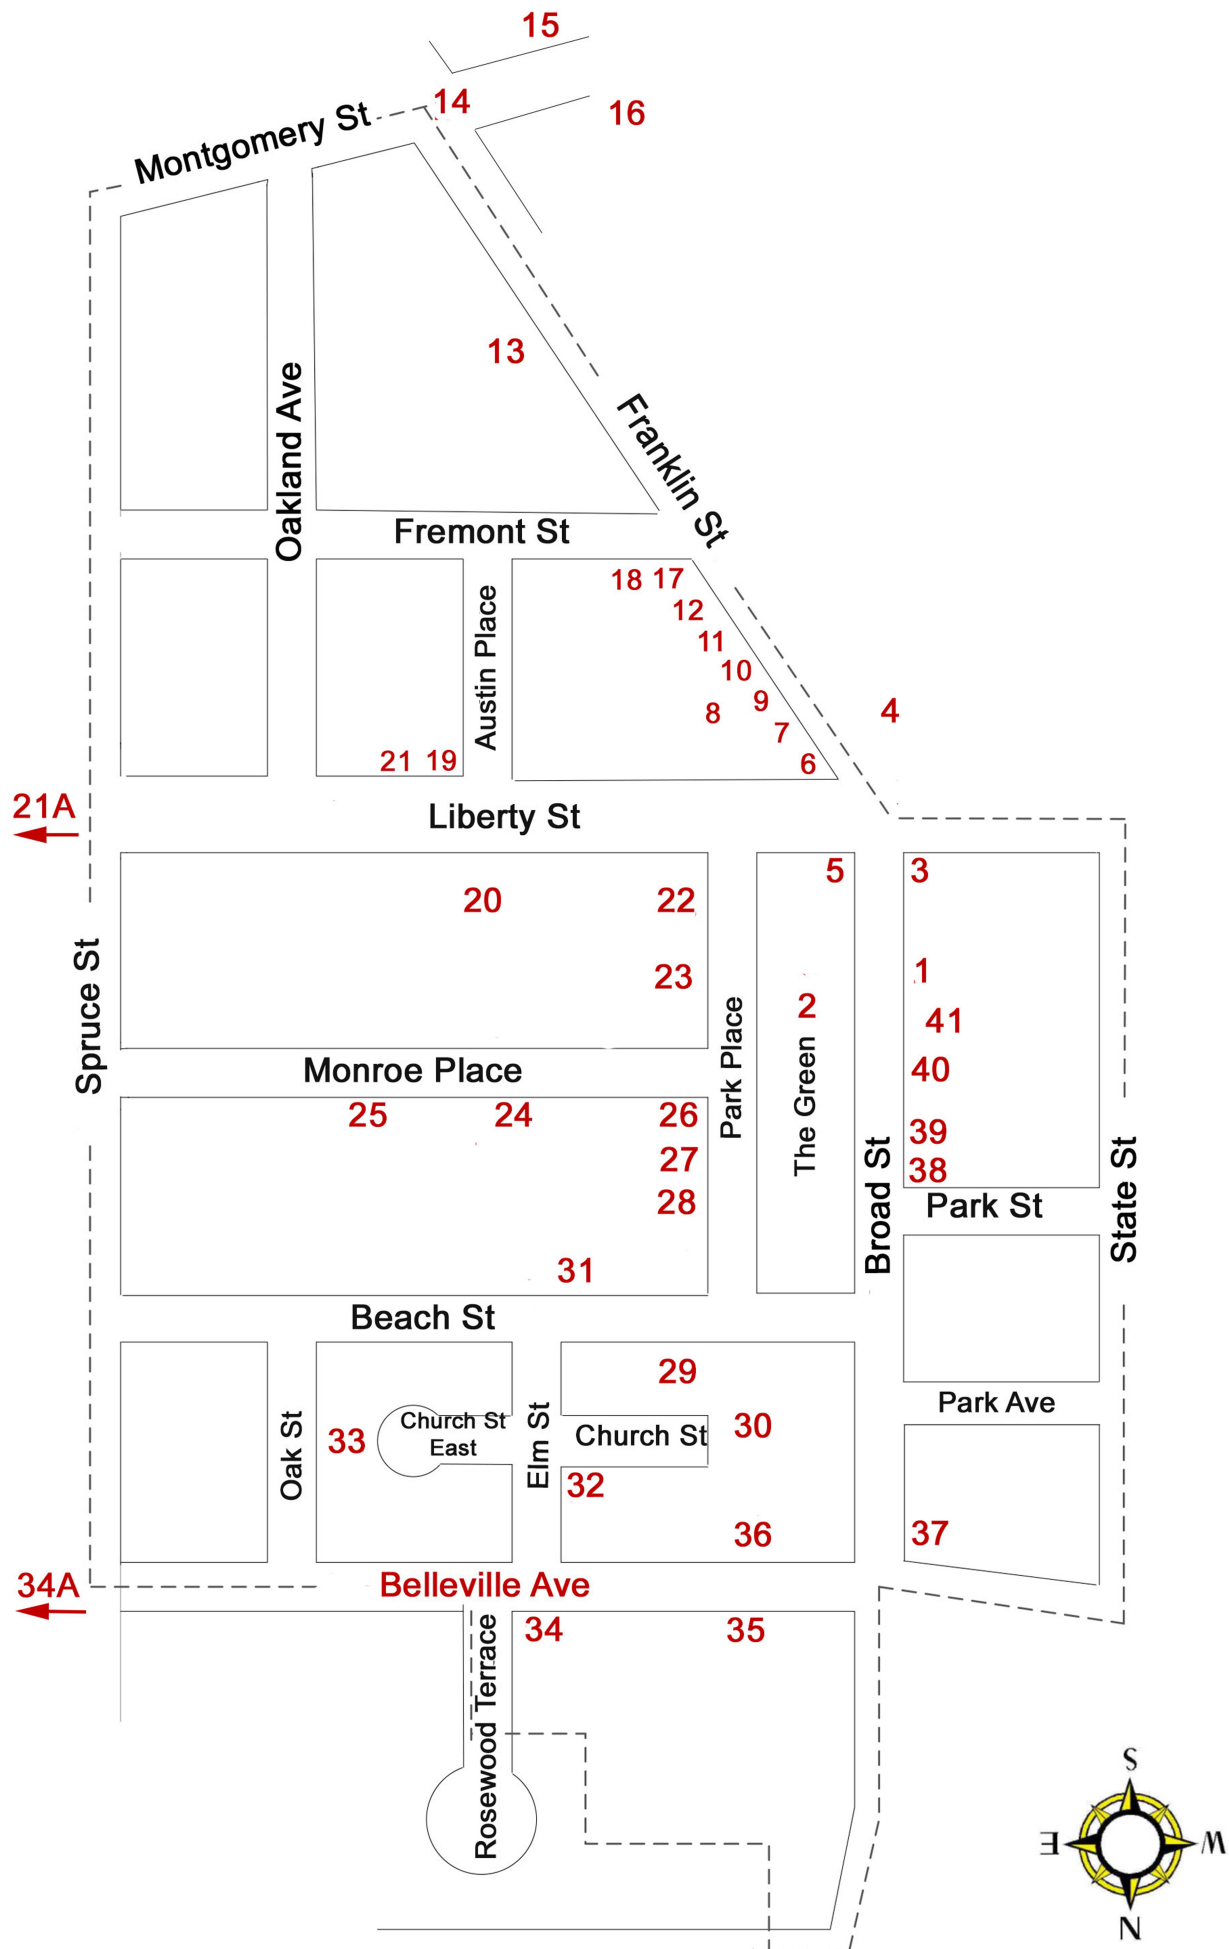 15
14
16
Montgomery St
13
Oakland Ave
Franklin St
Fremont St
18 17
12
11
10
9
8
7
6
4
Austin Place
21 19
21A
Liberty St
5
3
20
22
23
1
2
41
40
39
38
The Green
Park Place
Spruce St
Monroe Place
25
24
26
27
28
31
Broad St
Park St
State St
Beach St
29
30
Park Ave
Oak St
33
Church St
East
Elm St
Church St
32
36
37
34A
Belleville Ave
34
35
Rosewood Terrace
S
E
W
N